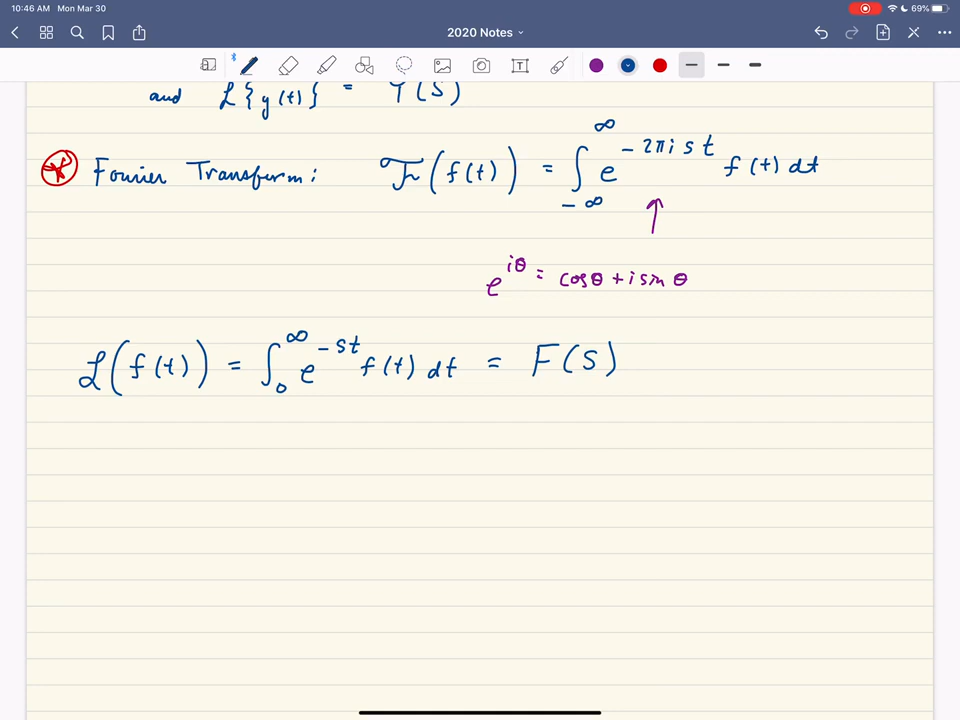 10:46 AM Mon Mar 30
69%
2020 Notes
and ℒ{y(t)} = Y(S)
Fourier Transform: ℱ(f(t)) = ∫_{-∞}^{∞} e^{-2πist} f(t) dt
e^{iθ} = cosθ + i sin θ
ℒ(f(t)) = ∫_0^∞ e^{-st} f(t) dt = F(S)